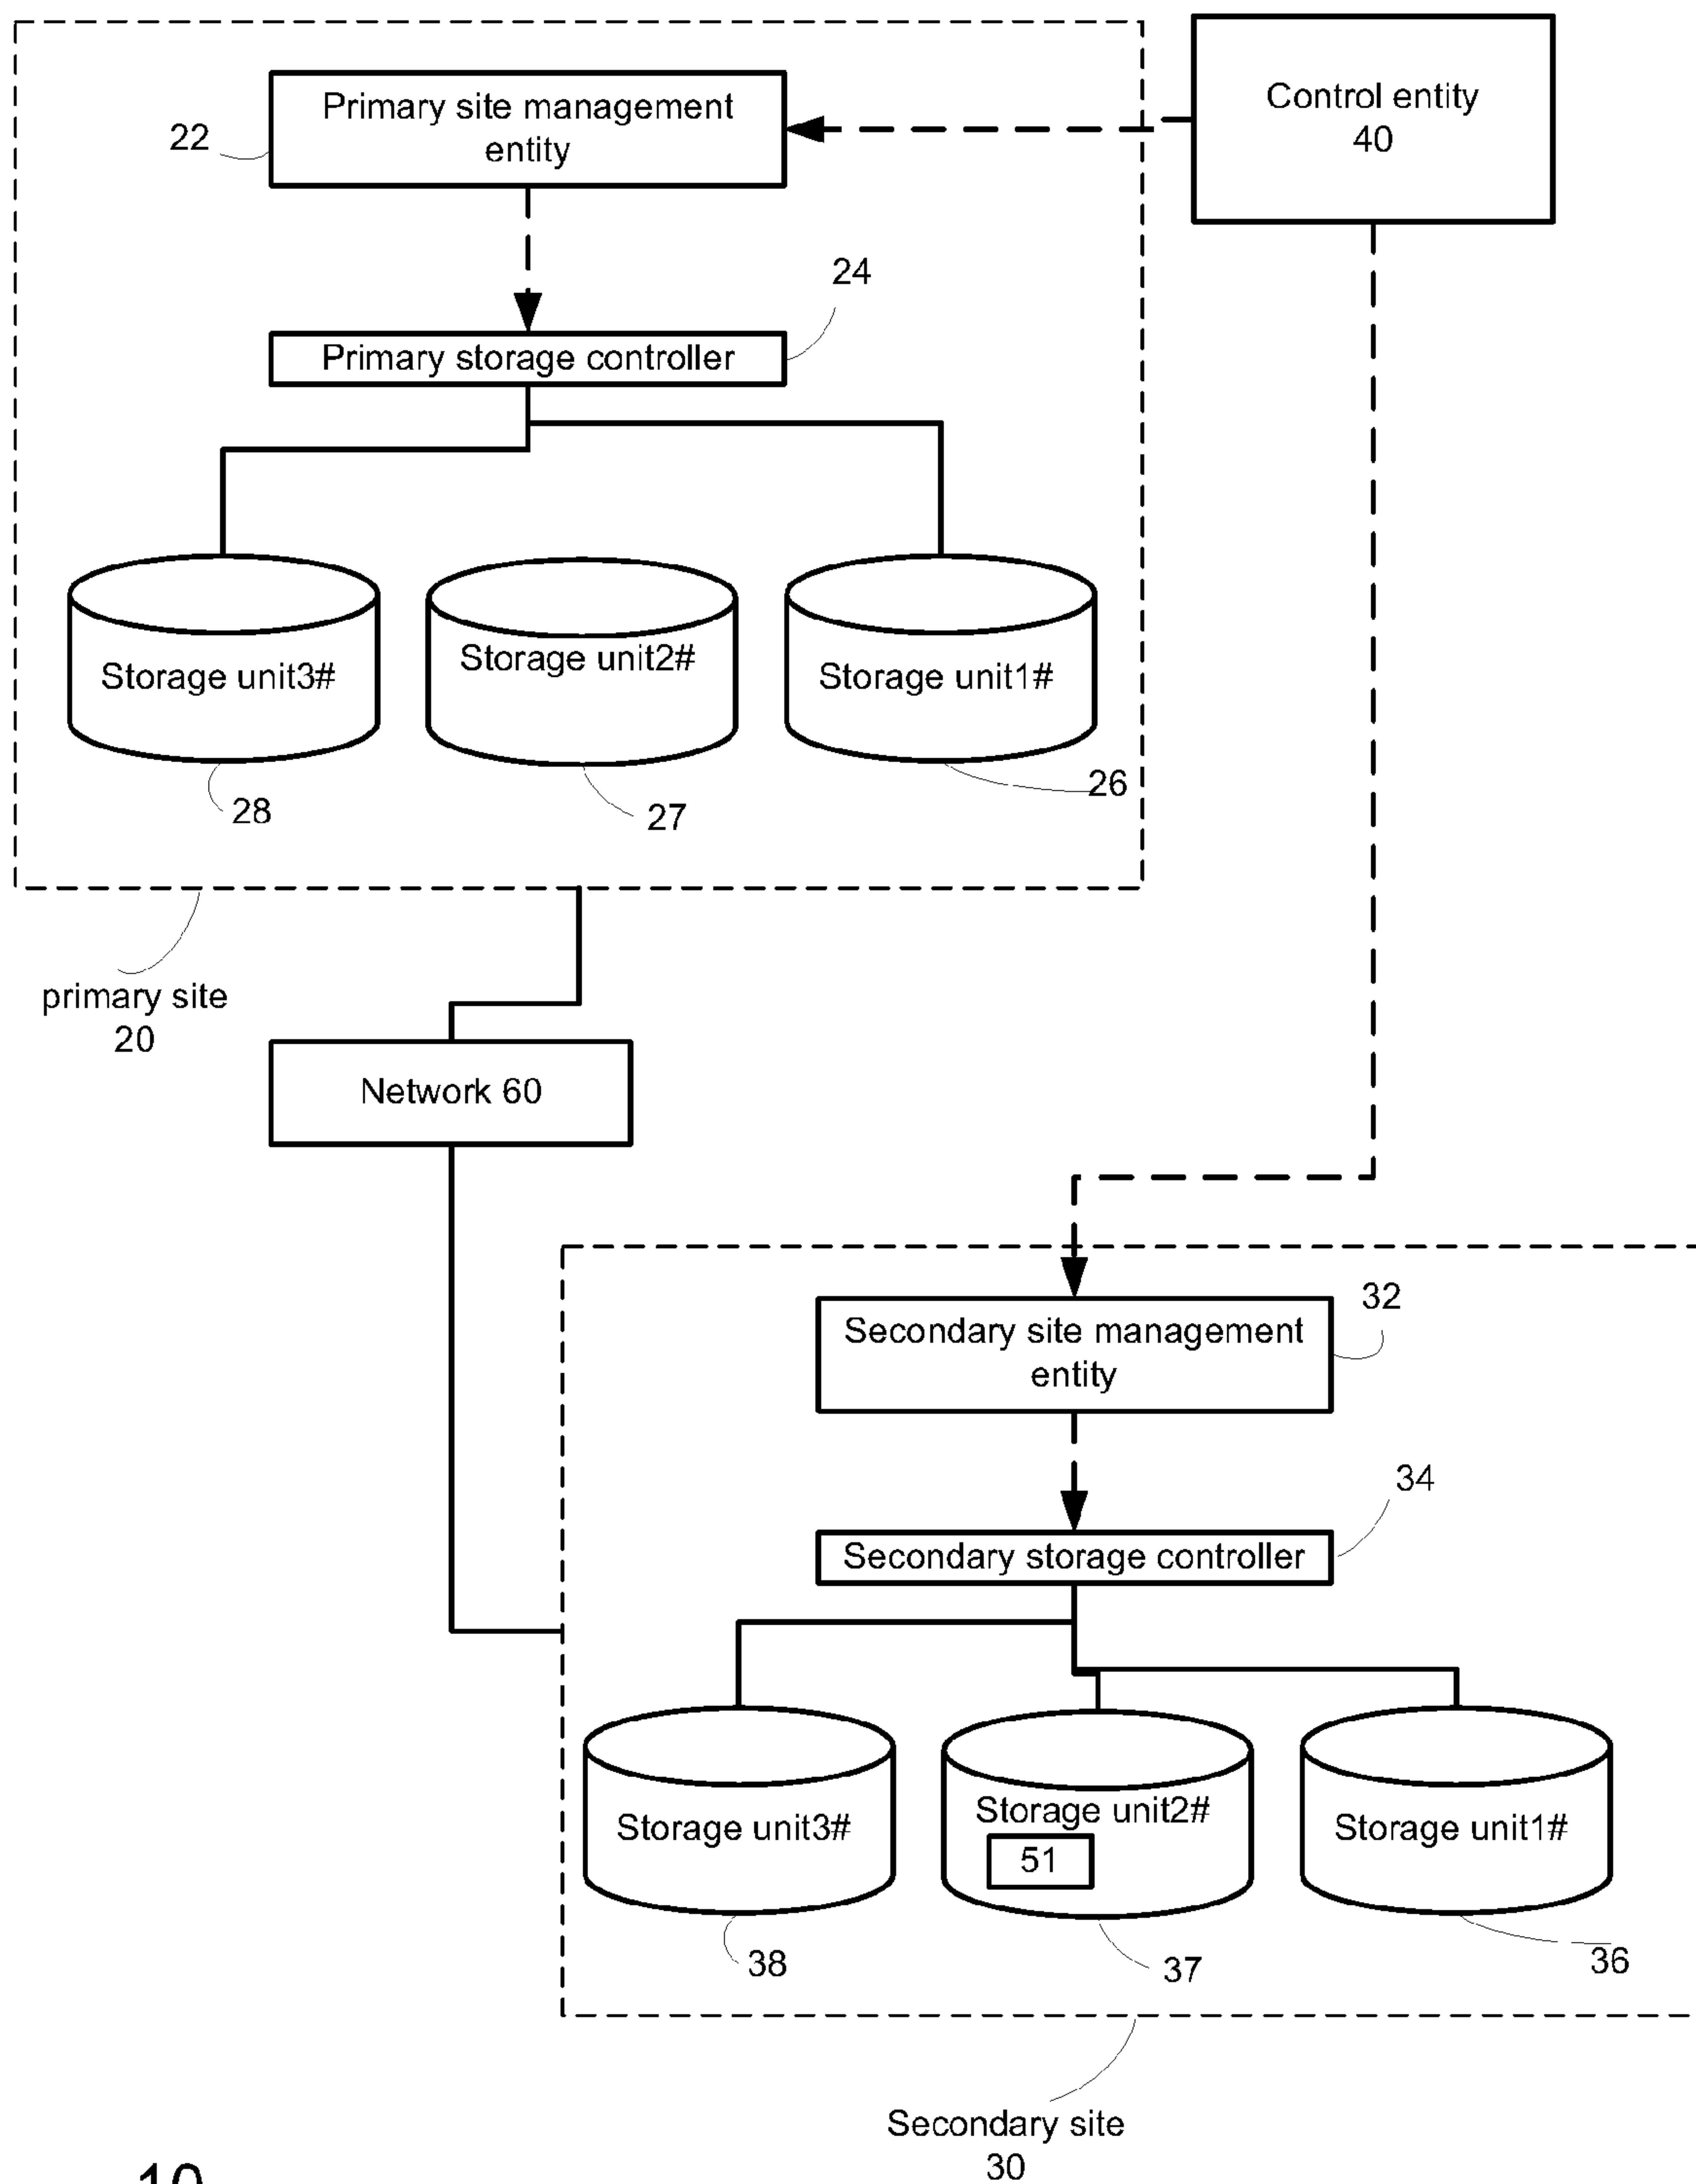 Primary site management
entity
22
Control entity
40
24
Primary storage controller
Storage unit3#
Storage unit2#
Storage unit1#
28
27
26
primary site
20
Network 60
32
Secondary site management
entity
34
Secondary storage controller
Storage unit3#
Storage unit2#
51
Storage unit1#
38
37
36
Secondary site
30
10